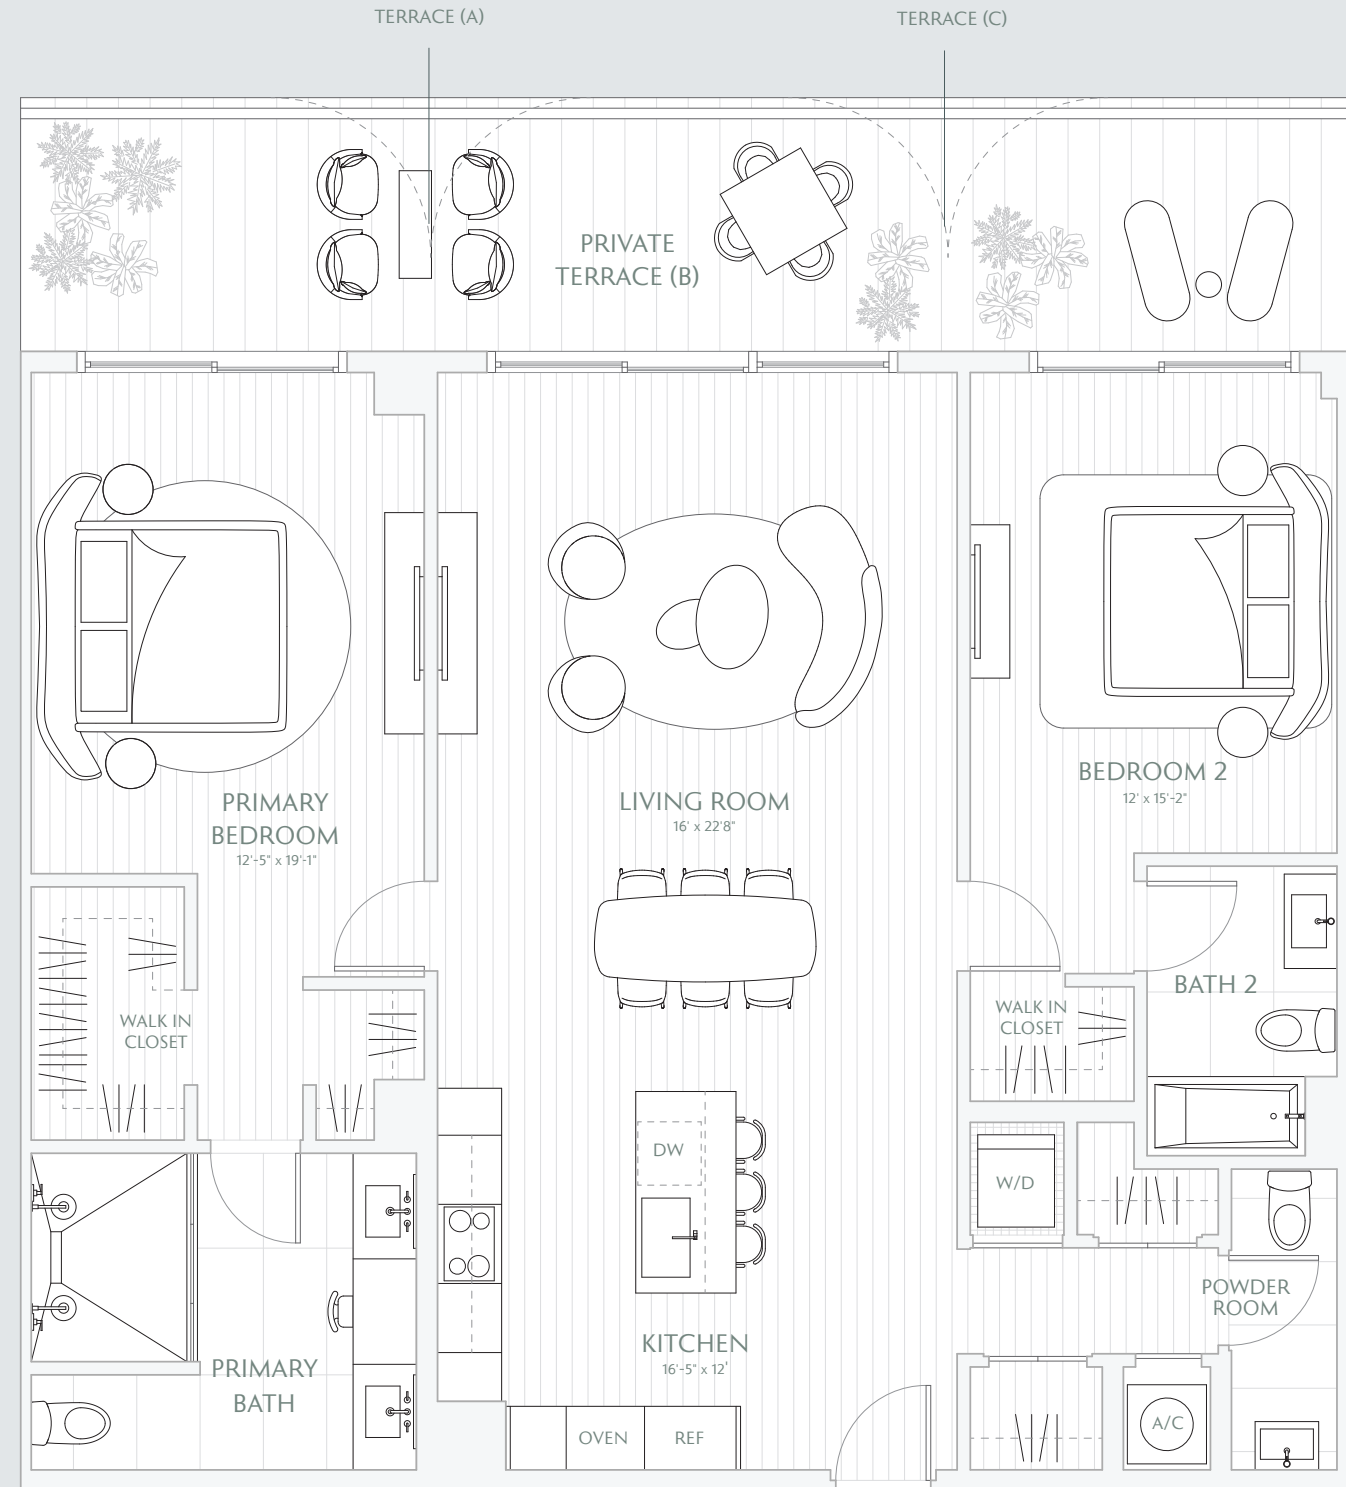 TERRACE (A)
TERRACE (C)
PRIVATE
TERRACE (B)
PRIMARY
BEDROOM
12'-5" x 19'-1"
LIVING ROOM
16' x 22'8"
BEDROOM 2
12' x 15'-2"
WALK IN
CLOSET
WALK IN
CLOSET
BATH 2
DW
W/D
KITCHEN
16'-5" x 12'
POWDER
ROOM
PRIMARY
BATH
OVEN
REF
A/C